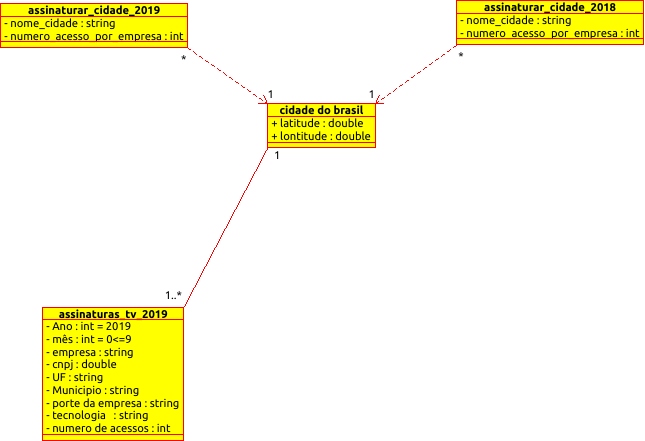 assinaturar_cidade_2019
- nome_cidade : string
- numero_acesso_por_empresa : int
*
assinaturar_cidade_2018
- nome_cidade : string
- numero_acesso_por_empresa : int
*
1
1
cidade do brasil
+ latitude : double
+ lontitude : double
1
1..*
assinaturas_tv_2019
- Ano : int = 2019
- mês : int = 0<=9
- empresa : string
- cnpj : double
- UF : string
- Municipio : string
- porte da empresa : string
- tecnologia : string
- numero de acessos : int